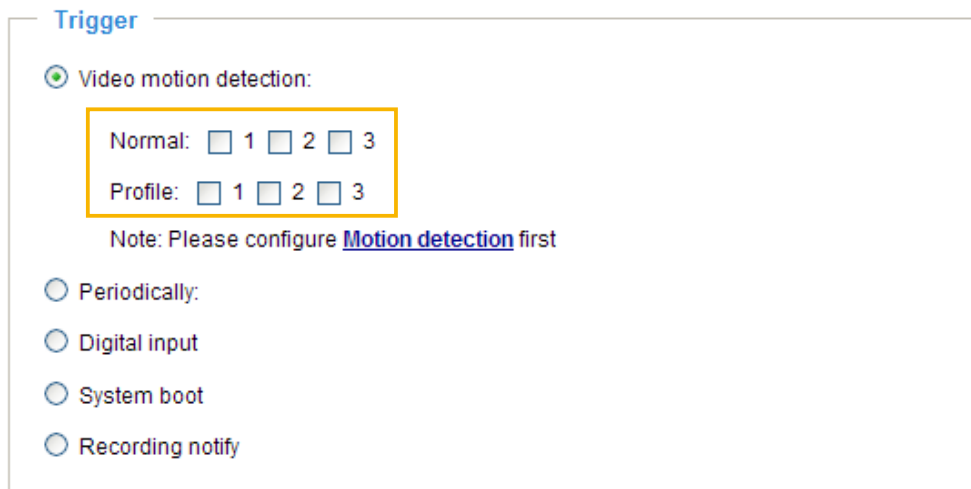 Trigger
Video motion detection:
Normal: 1 2 3
Profile: 1 2 3
Note: Please configure Motion detection first
Periodically:
Digital input
System boot
Recording notify